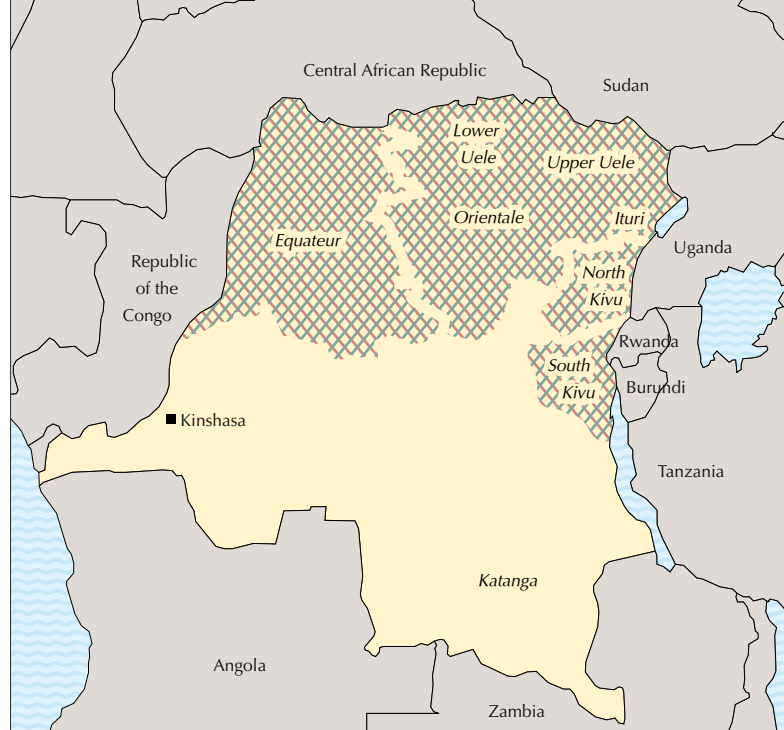 Central African Republic
Sudan
Lower
Uele
Upper Uele
Orientale
Ituri
Equateur
Uganda
Republic
of the
Congo
North
Kivu
Rwanda
South
Kivu
Burundi
Kinshasa
Tanzania
Katanga
Angola
Zambia